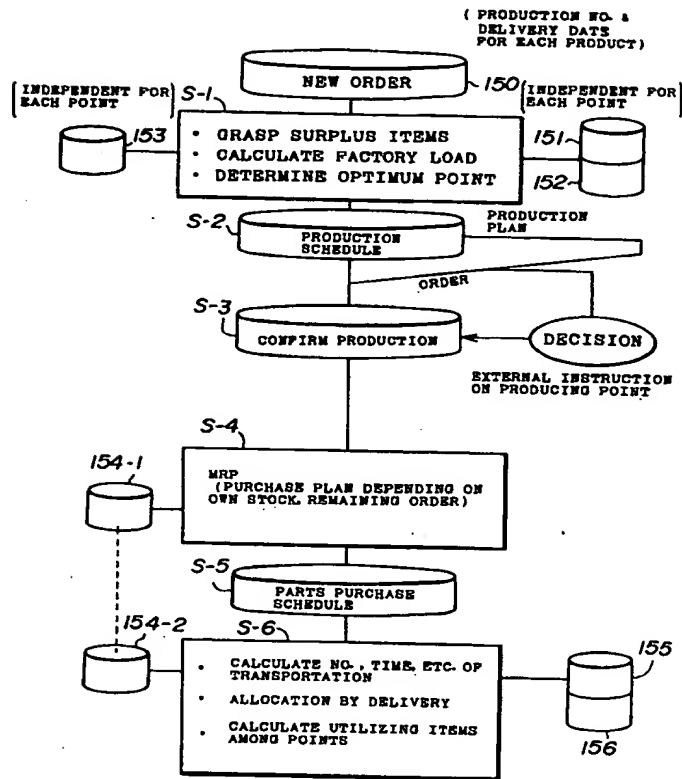 ( PRODUCTION NO. &
DELIVERY DATE
FOR EACH PRODUCT)
NEW ORDER
150
[INDEPENDENT FOR
EACH POINT]
S-1
[INDEPENDENT FOR
EACH POINT]
153
• GRASP SURPLUS ITEMS
• CALCULATE FACTORY LOAD
• DETERMINE OPTIMUM POINT
151
152
S-2
PRODUCTION
SCHEDULE
PRODUCTION
PLAN
ORDER
S-3
CONFIRM PRODUCTION
DECISION
EXTERNAL INSTRUCTION
ON PRODUCING POINT
S-4
154-1
MRP
(PURCHASE PLAN DEPENDING ON
OWN STOCK. REMAINING ORDER)
S-5
PARTS PURCHASE
SCHEDULE
154-2
S-6
• CALCULATE NO., TIME, ETC. OF
TRANSPORTATION
• ALLOCATION BY DELIVERY
• CALCULATE UTILIZING ITEMS
AMONG POINTS
155
156